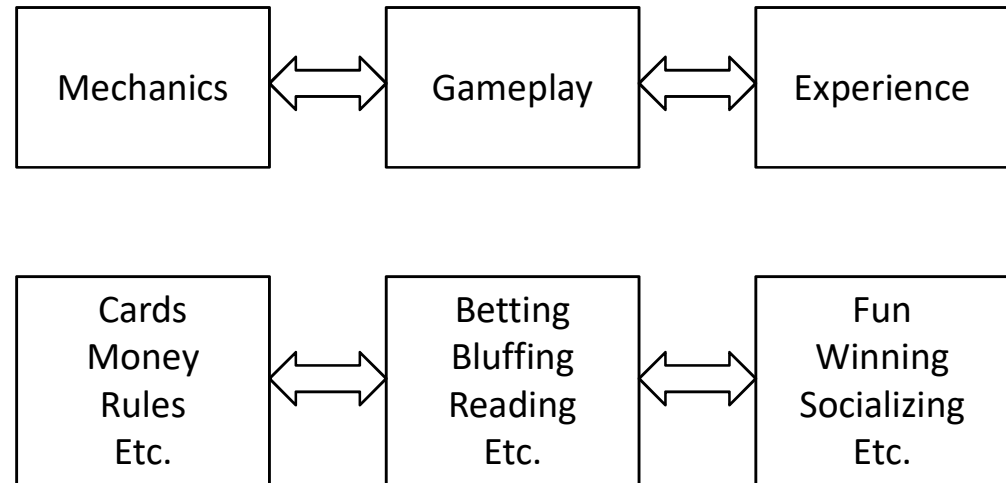 Mechanics
Gameplay
Experience
Cards
Money
Rules
Etc.
Betting
Bluffing
Reading
Etc.
Fun
Winning
Socializing
Etc.